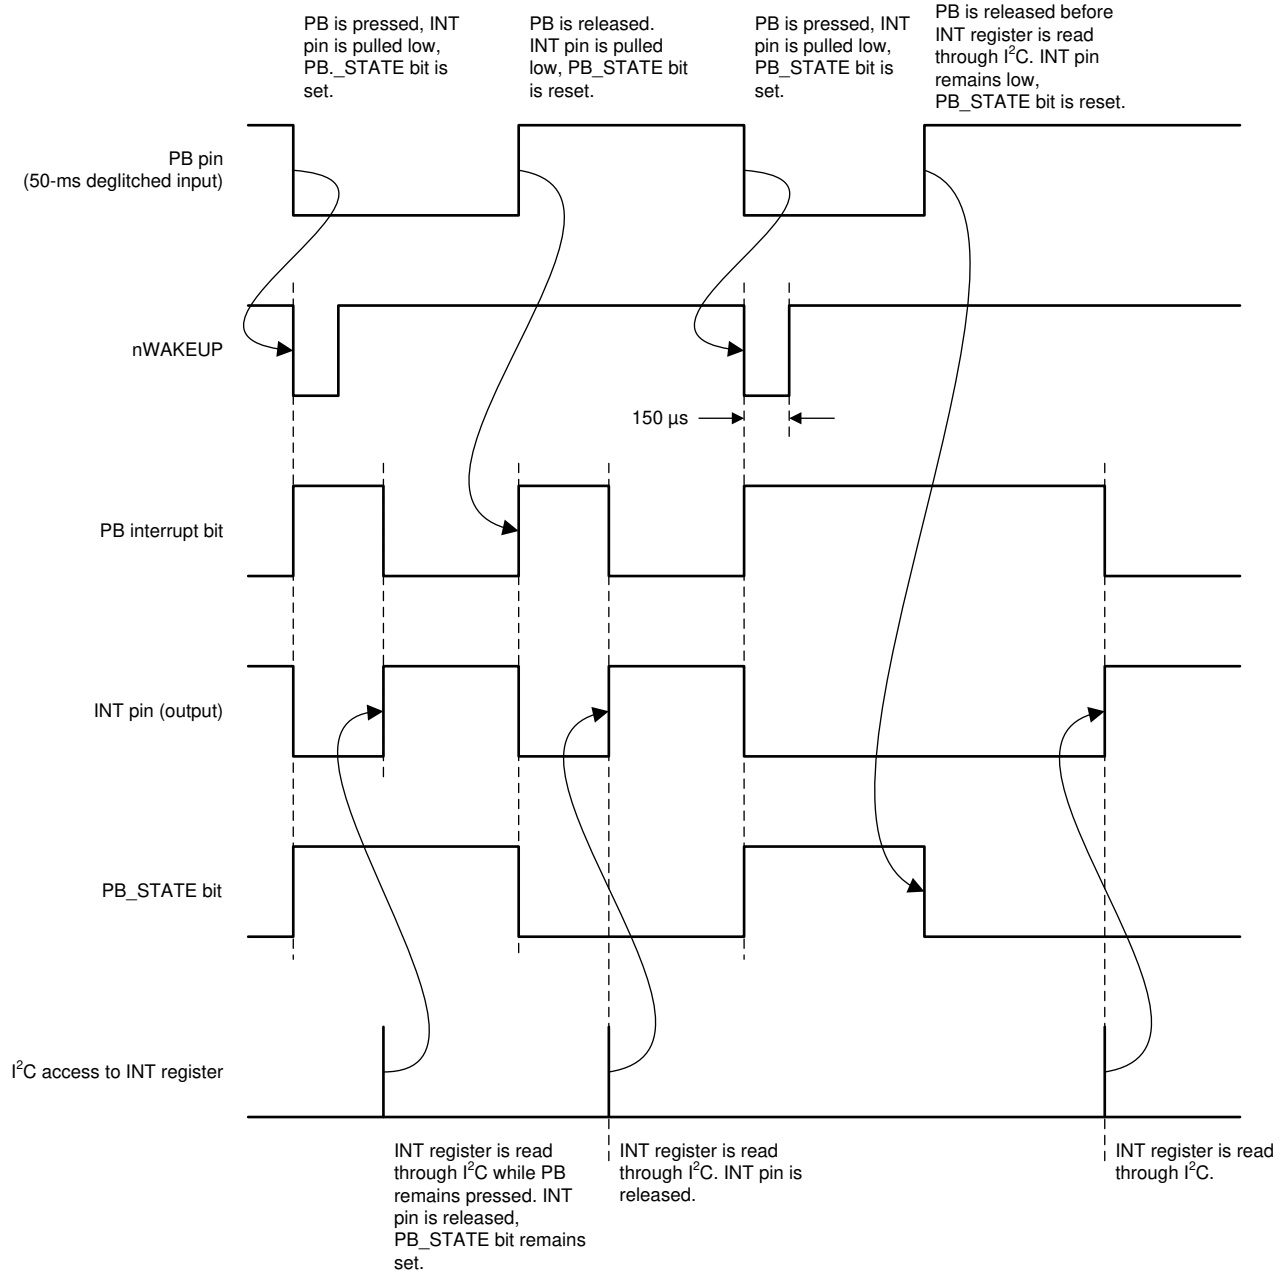 PB is pressed, INT
pin is pulled low,
PB._STATE bit is
set.
PB is released.
INT pin is pulled
low, PB_STATE bit
is reset.
PB is pressed, INT
pin is pulled low,
PB_STATE bit is
set.
PB is released before
INT register is read
through I²C. INT pin
remains low,
PB_STATE bit is reset.
PB pin
(50-ms deglitched input)
nWAKEUP
150 µs
PB interrupt bit
INT pin (output)
PB_STATE bit
I²C access to INT register
INT register is read
through I²C while PB
remains pressed. INT
pin is released,
PB_STATE bit remains
set.
INT register is read
through I²C. INT pin is
released.
INT register is read
through I²C.